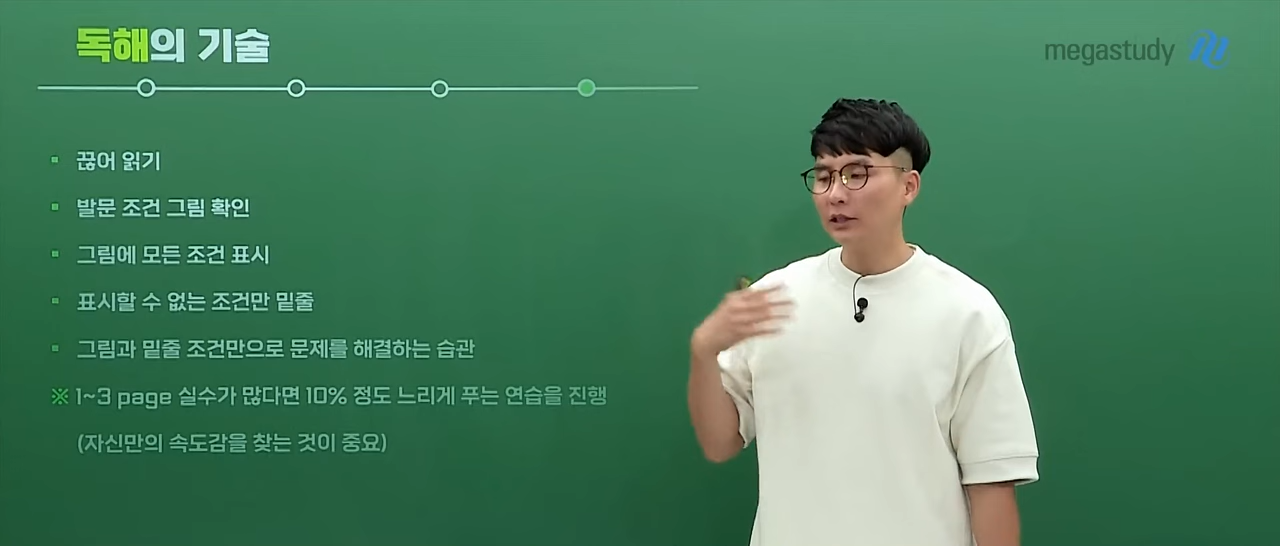 독해의 기술
megastudy
끊어 읽기
발문 조건 그림 확인
그림에 모든 조건 표시
표시할 수 없는 조건만 밑줄
그림과 밑줄 조건만으로 문제를 해결하는 습관
※ 1~3 page 실수가 많다면 10% 정도 느리게 푸는 연습을 진행
(자신만의 속도감을 찾는 것이 중요)